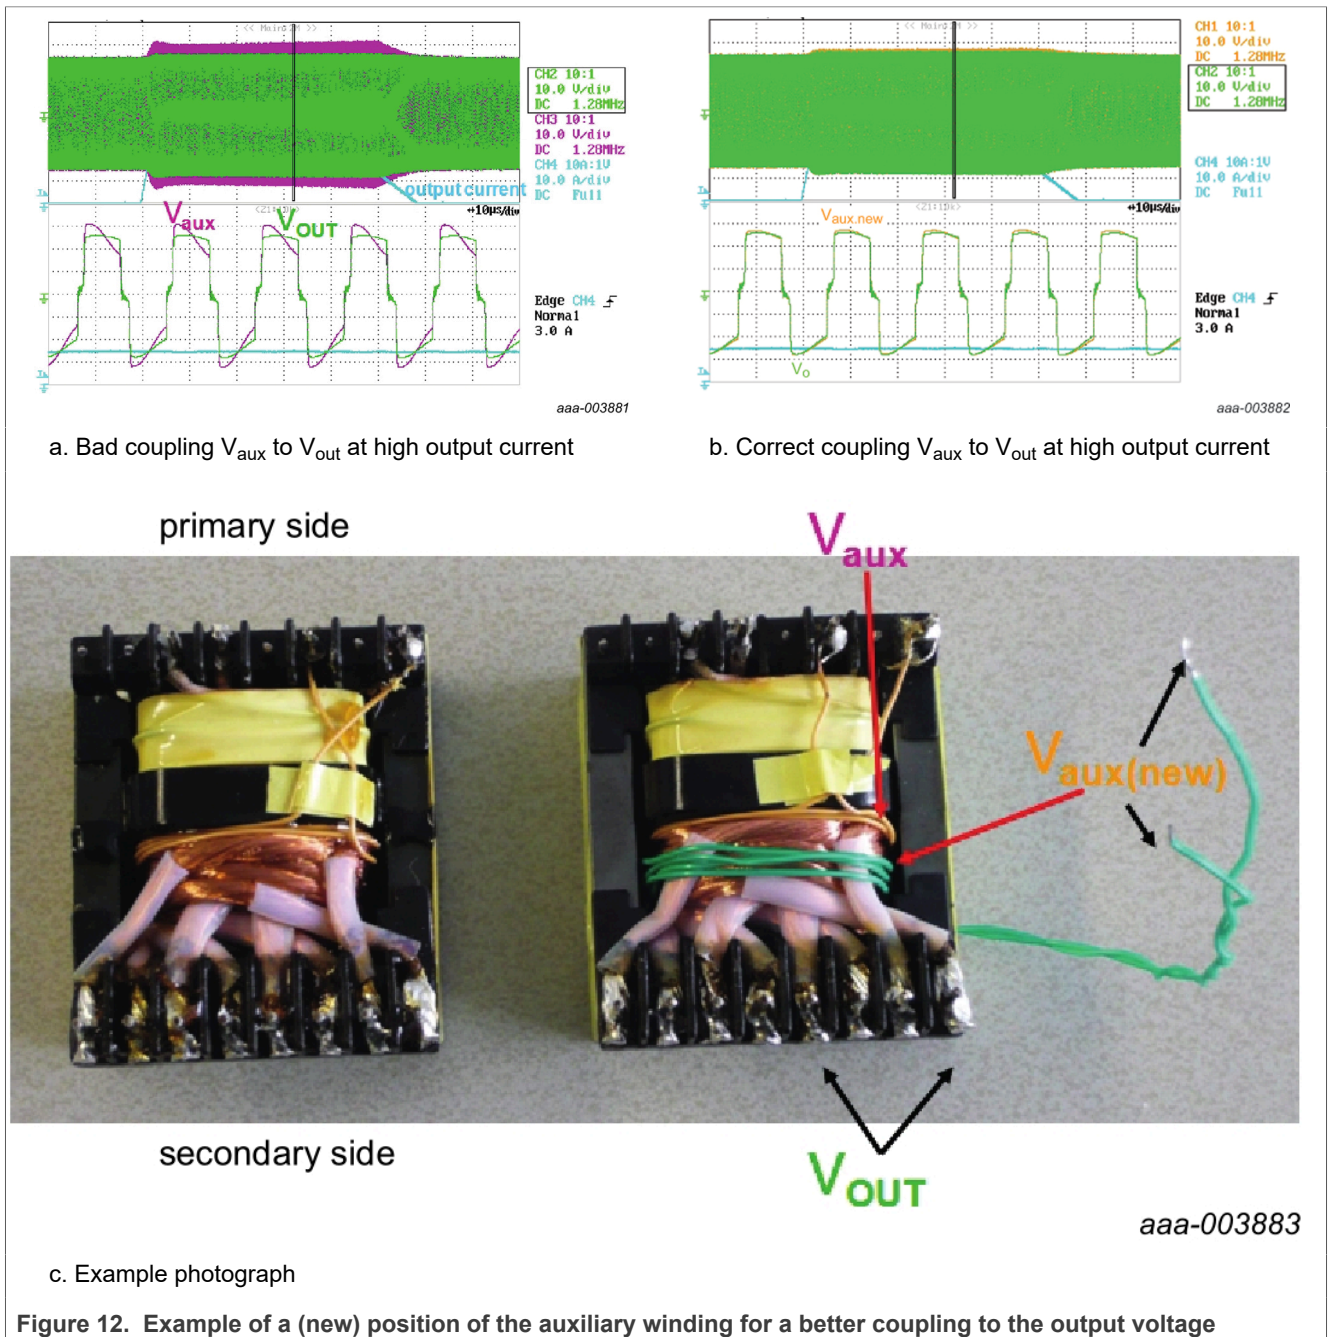 << Main:1M >>
CH2 10:1
10.0 V/div
DC 1.28MHz
CH3 10:1
10.0 V/div
DC 1.28MHz
CH4 10A:1V
10.0 A/div
DC Full
output current
Vaux
VOUT
+10µs/div
Edge CH4
Normal
3.0 A
aaa-003881
a. Bad coupling Vaux to Vout at high output current
CH1 10:1
10.0 V/div
DC 1.28MHz
CH2 10:1
10.0 V/div
DC 1.28MHz
CH4 10A:1V
10.0 A/div
DC Full
Vaux.new
+10µs/div
Edge CH4
Normal
3.0 A
Vo
aaa-003882
b. Correct coupling Vaux to Vout at high output current
primary side
Vaux
Vaux(new)
secondary side
VOUT
aaa-003883
c. Example photograph
Figure 12. Example of a (new) position of the auxiliary winding for a better coupling to the output voltage